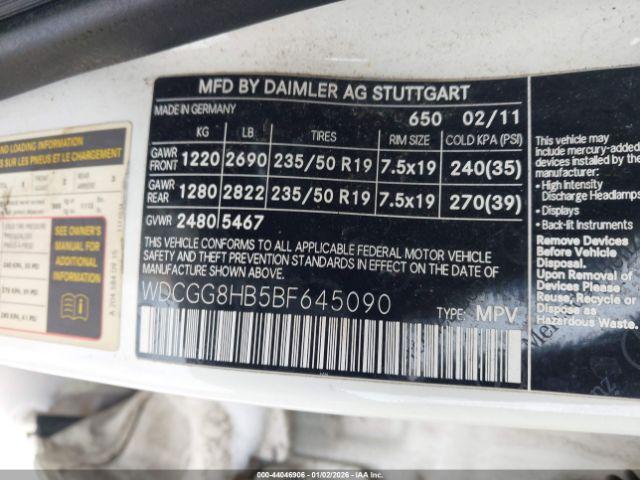 MFD BY DAIMLER AG STUTTGART
MADE IN GERMANY 650 02/11
KG LB TIRES RIM SIZE COLD KPA (PSI)
GAWR FRONT 1220 2690 235/50 R19 7.5x19 240(35)
GAWR REAR 1280 2822 235/50 R19 7.5x19 270(39)
GVWR 2480 5467
THIS VEHICLE CONFORMS TO ALL APPLICABLE FEDERAL MOTOR VEHICLE
SAFETY AND THEFT PREVENTION STANDARDS IN EFFECT ON THE
DATE OF MANUFACTURE SHOWN ABOVE.
WDCGG8HB5BF645090
TYPE: MPV
This vehicle may
include mercury-added
devices installed by the
manufacturer:
• High Intensity
Discharge Headlamps
• Displays
• Back-lit Instruments
Remove Devices
Before Vehicle
Disposal.
Upon Removal of
Devices Please
Reuse, Recycle or
Dispose as
Hazardous Waste.
AND LOADING INFORMATION
SUR LES PNEUS ET LE CHARGEMENT
SEE OWNER'S
MANUAL FOR
ADDITIONAL
INFORMATION
000-44046906 - 01/02/2026 - IAAI.COM